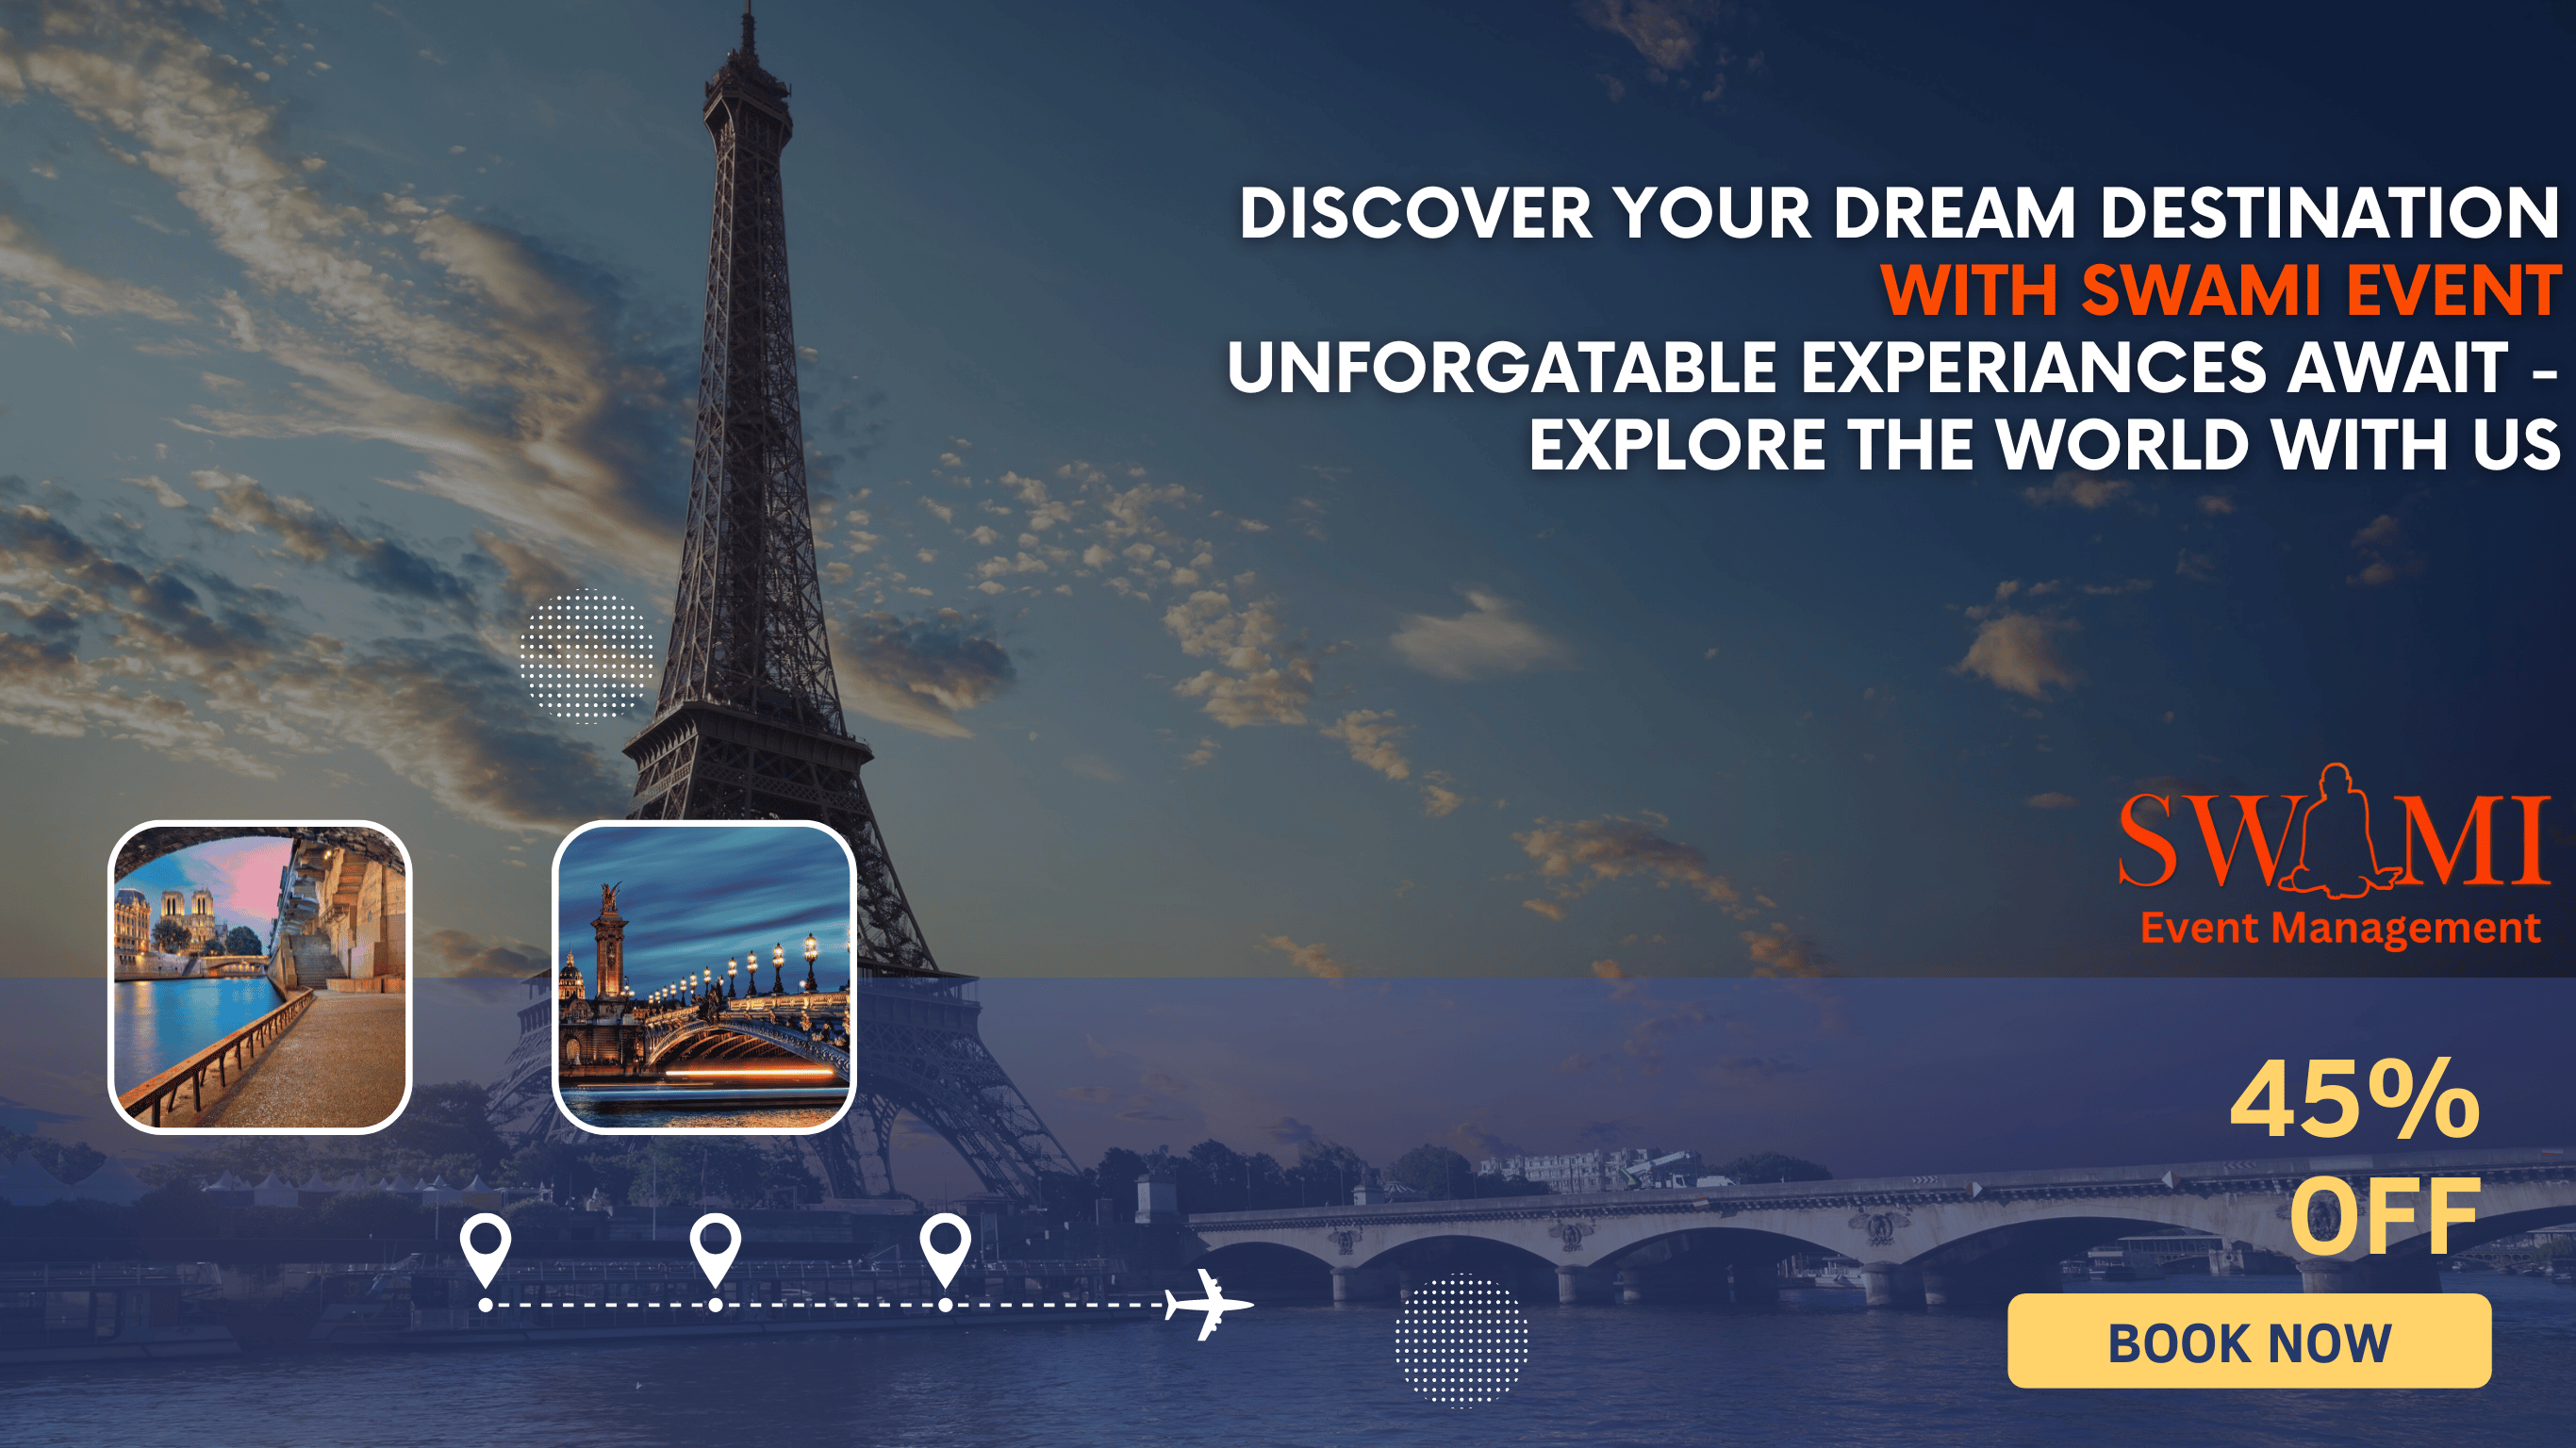 DISCOVER YOUR DREAM DESTINATION
WITH SWAMI EVENT
UNFORGATABLE EXPERIANCES AWAIT -
EXPLORE THE WORLD WITH US
SWAMI
Event Management
45%
OFF
BOOK NOW